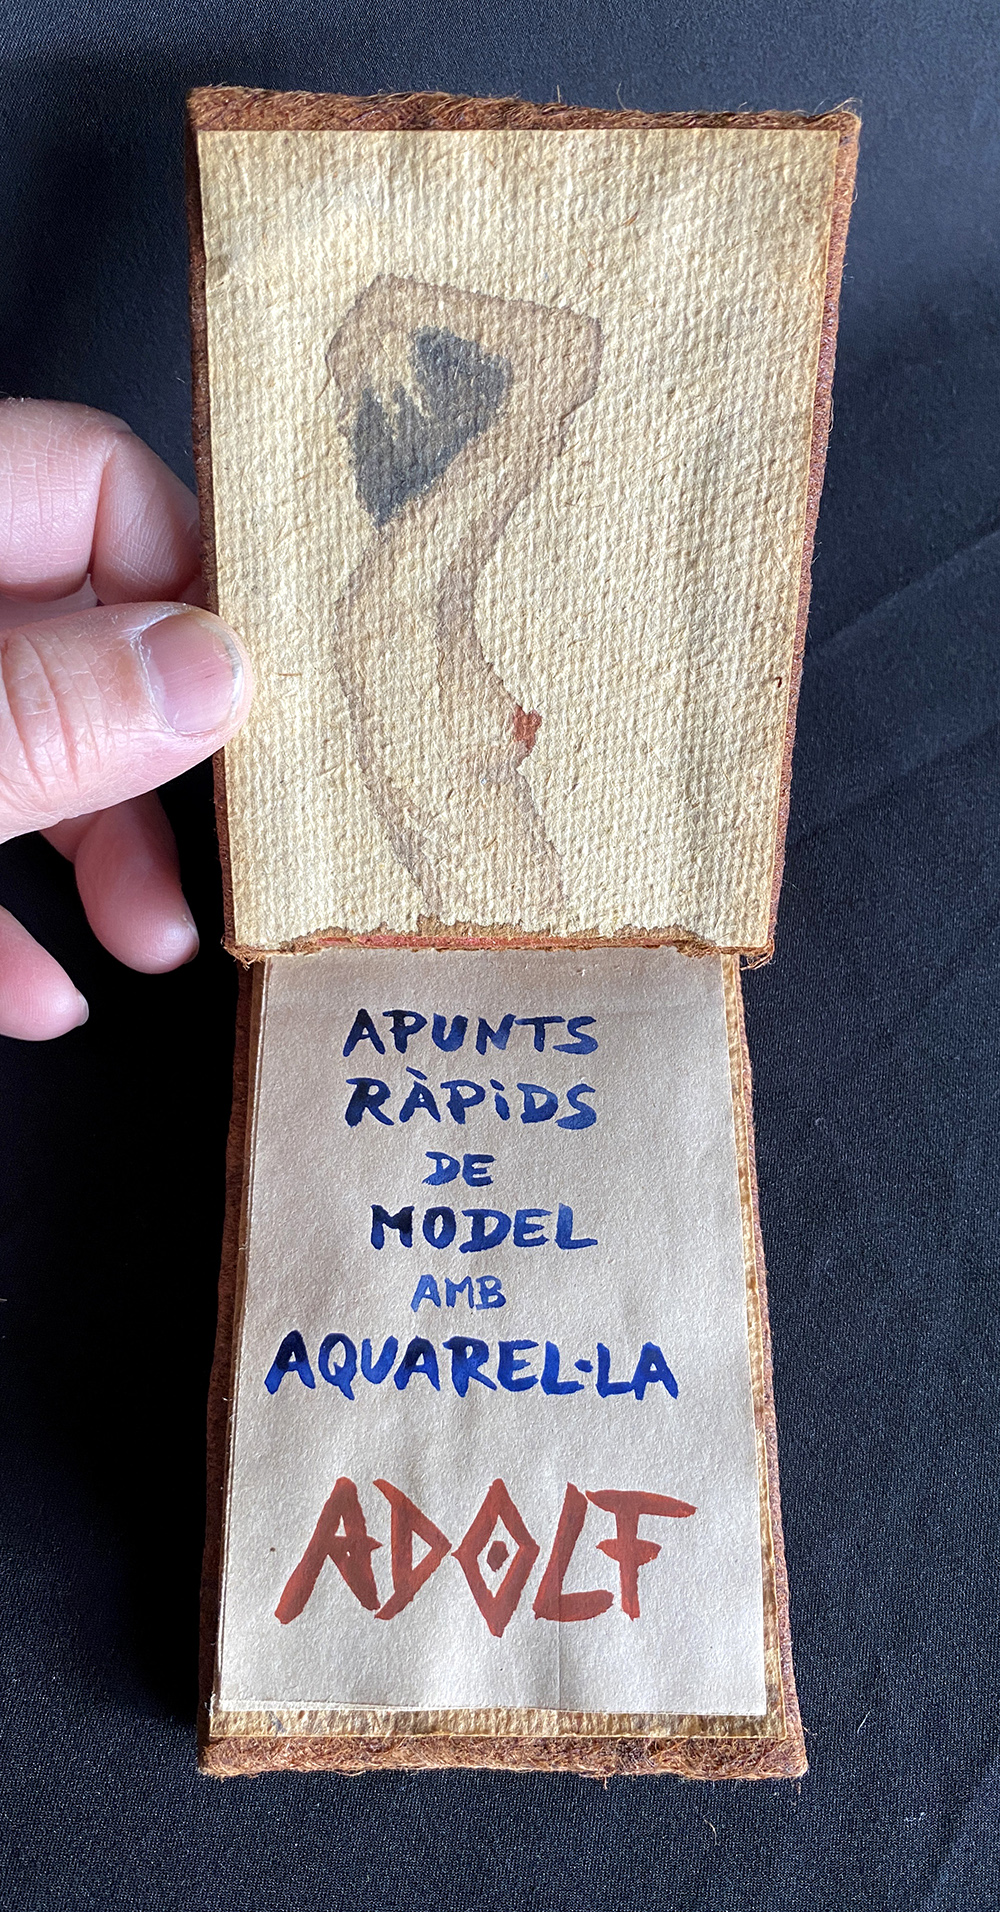 APUNTS
RÀPiDS
DE
MODEL
AMB
AQUAREL·LA
ADOLF